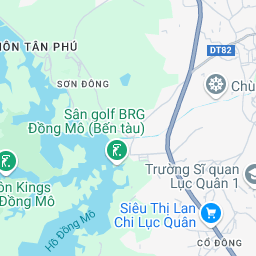 HÔN TÂN PHÚ
DT82
SƠN ĐÔNG
Chù
Sân golf BRG
Đồng Mô (Bến tàu)
Trường Sĩ quan
Lục Quân 1
ôn Kings
Đồng Mô
Siêu Thị Lan
Chi Lục Quân
Hồ Đồng Mô
CỔ ĐÔNG